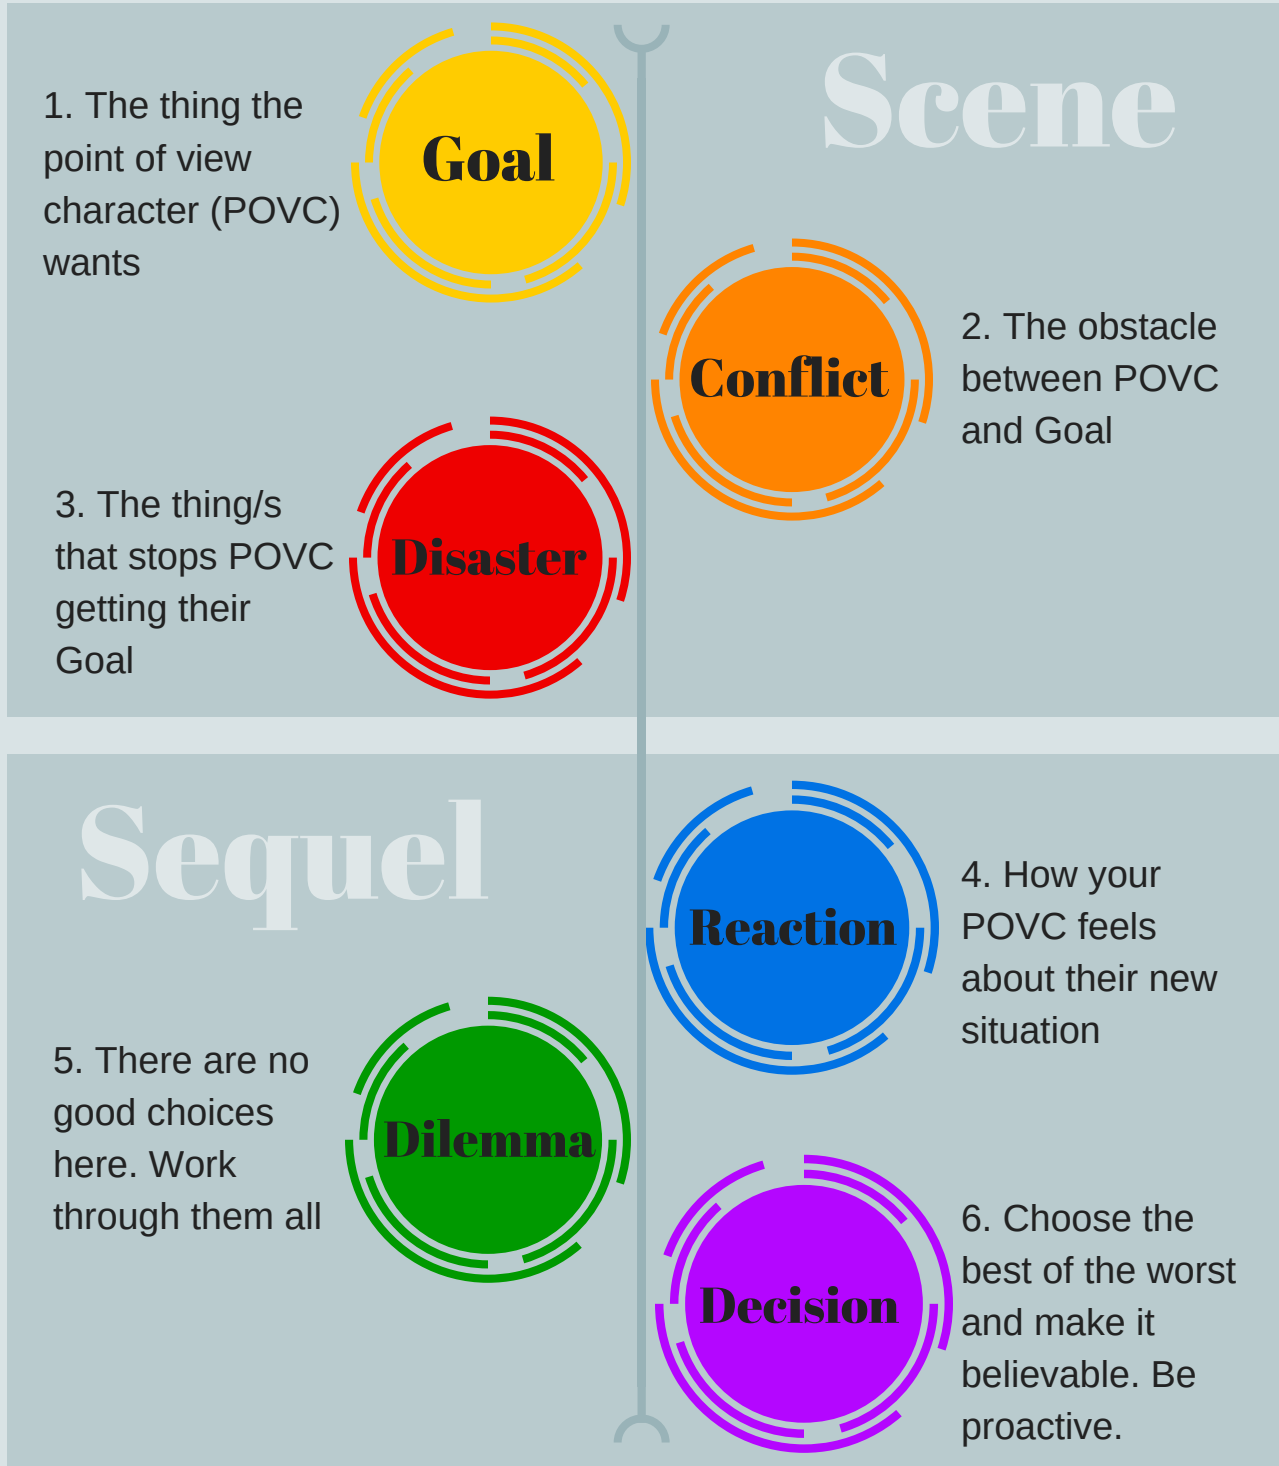 Scene
1. The thing the
point of view
character (POVC)
wants
Goal
Conflict
2. The obstacle
between POVC
and Goal
3. The thing/s
that stops POVC
getting their
Goal
Disaster
Sequel
Reaction
4. How your
POVC feels
about their new
situation
5. There are no
good choices
here. Work
through them all
Dilemma
Decision
6. Choose the
best of the worst
and make it
believable. Be
proactive.